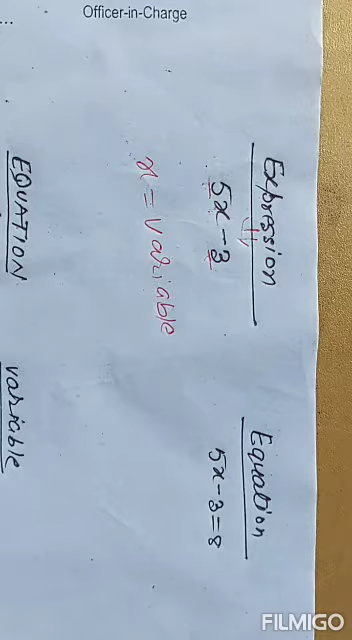 Officer-in-Charge
Expression
5x - 3
x = variable
Equation
5x - 3 = 8
EQUATION
variable
FILMIGO